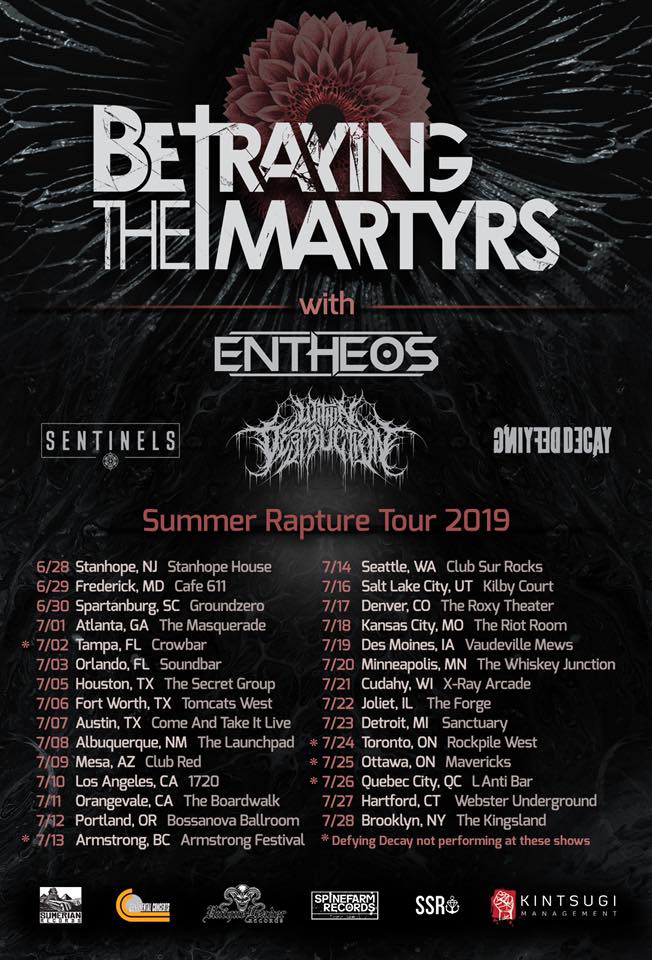 BETRAYING
THE MARTYRS
with
ENTHEOS
SENTINELS
WITHIN
DESTRUCTION
DEFYING DECAY
Summer Rapture Tour 2019
6/28 Stanhope, NJ Stanhope House
6/29 Frederick, MD Cafe 611
6/30 Spartanburg, SC Groundzero
7/01 Atlanta, GA The Masquerade
* 7/02 Tampa, FL Crowbar
7/03 Orlando, FL Soundbar
7/05 Houston, TX The Secret Group
7/06 Fort Worth, TX Tomcats West
7/07 Austin, TX Come And Take It Live
7/08 Albuquerque, NM The Launchpad
7/09 Mesa, AZ Club Red
7/10 Los Angeles, CA 1720
7/11 Orangevale, CA The Boardwalk
7/12 Portland, OR Bossanova Ballroom
* 7/13 Armstrong, BC Armstrong Festival
7/14 Seattle, WA Club Sur Rocks
7/16 Salt Lake City, UT Kilby Court
7/17 Denver, CO The Roxy Theater
7/18 Kansas City, MO The Riot Room
7/19 Des Moines, IA Vaudeville Mews
7/20 Minneapolis, MN The Whiskey Junction
7/21 Cudahy, WI X-Ray Arcade
7/22 Joliet, IL The Forge
7/23 Detroit, MI Sanctuary
* 7/24 Toronto, ON Rockpile West
* 7/25 Ottawa, ON Mavericks
* 7/26 Quebec City, QC L Anti Bar
7/27 Hartford, CT Webster Underground
7/28 Brooklyn, NY The Kingsland
* Defying Decay not performing at these shows
SUMERIAN
RECORDS
CONTINENTAL CONCERTS
Unique Leader
RECORDS
SPINEFARM
RECORDS
SSR
KINTSUGI
MANAGEMENT